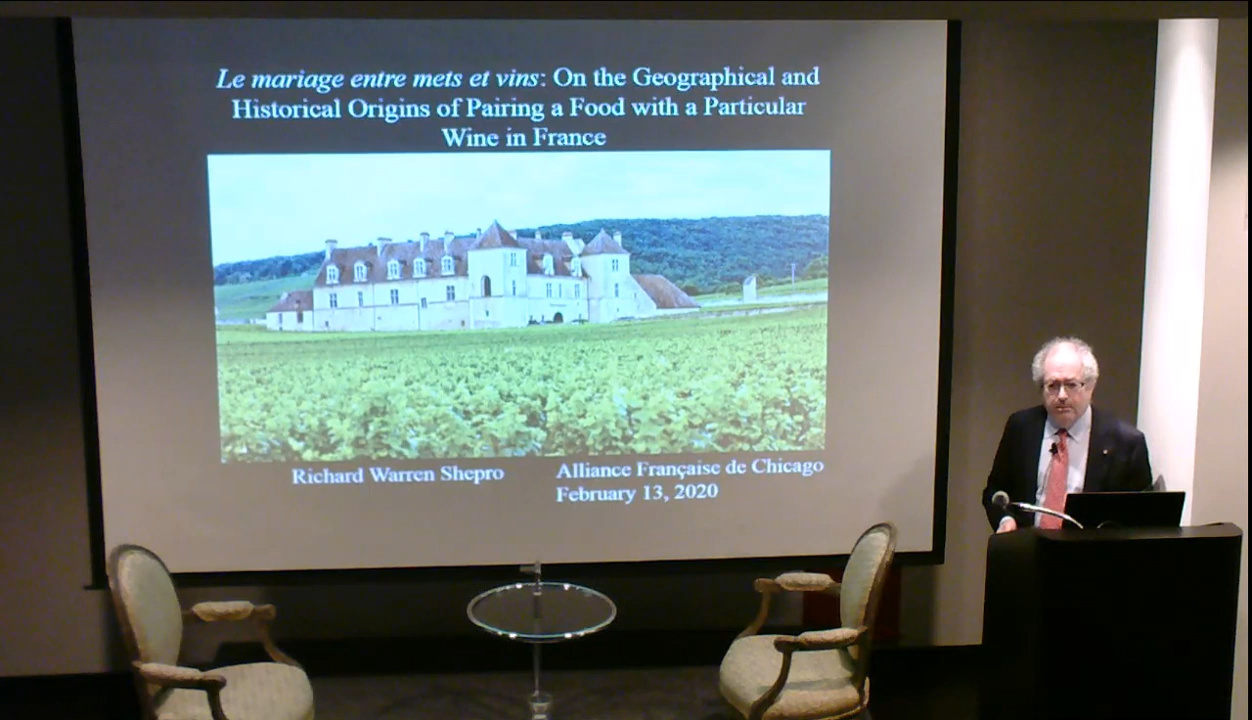 Le mariage entre mets et vins: On the Geographical and
Historical Origins of Pairing a Food with a Particular
Wine in France
Richard Warren Shepro
Alliance Française de Chicago
February 13, 2020